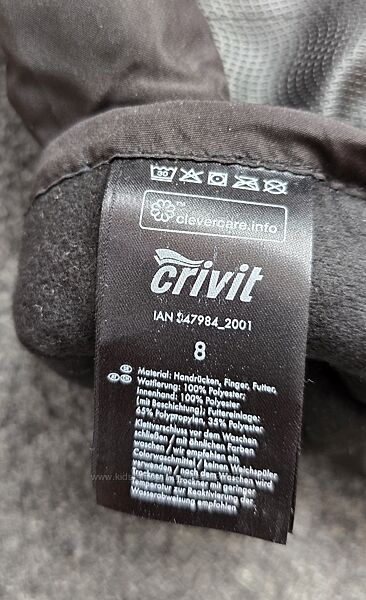 30
™
clevercare.info
crivit
IAN 347984_2001
8
Material: Handrücken, Finger, Futter,
Wattierung: 100% Polyester,
Innenhand: 100% Polyester
(mit Beschichtung); Futtereinlage:
65% Polypropylen, 35% Polyester
Klettverschluss vor dem Waschen
schließen / mit ähnlichen Farben
waschen / wir empfehlen ein
Colorwaschmittel / keinen Weichspüler
verwenden / nach dem Waschen wird
Trocknen im Trockner mit geringer
Temperatur zur Reaktivierung der
Wasserabweisung empfohlen